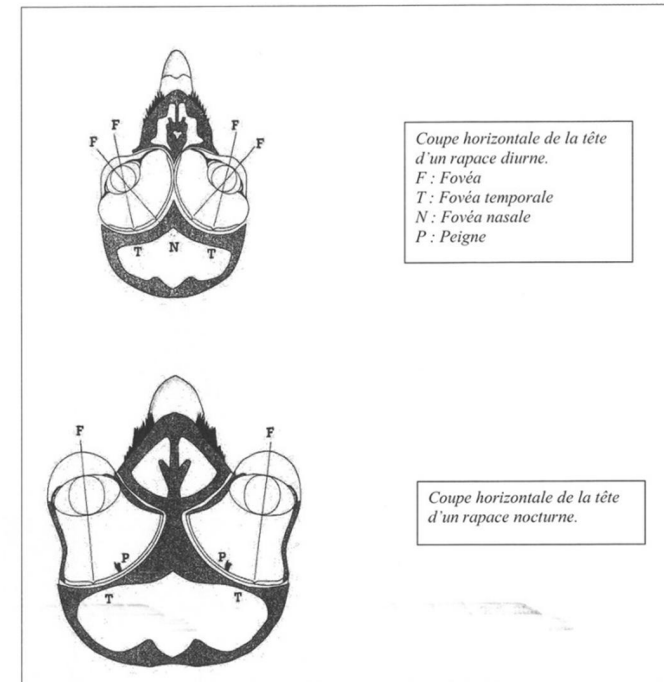 F F F F
Coupe horizontale de la tête
d'un rapace diurne.
F : Fovéa
T : Fovéa temporale
N : Fovéa nasale
P : Peigne
T N T
F F
Coupe horizontale de la tête
d'un rapace nocturne.
P P
T T